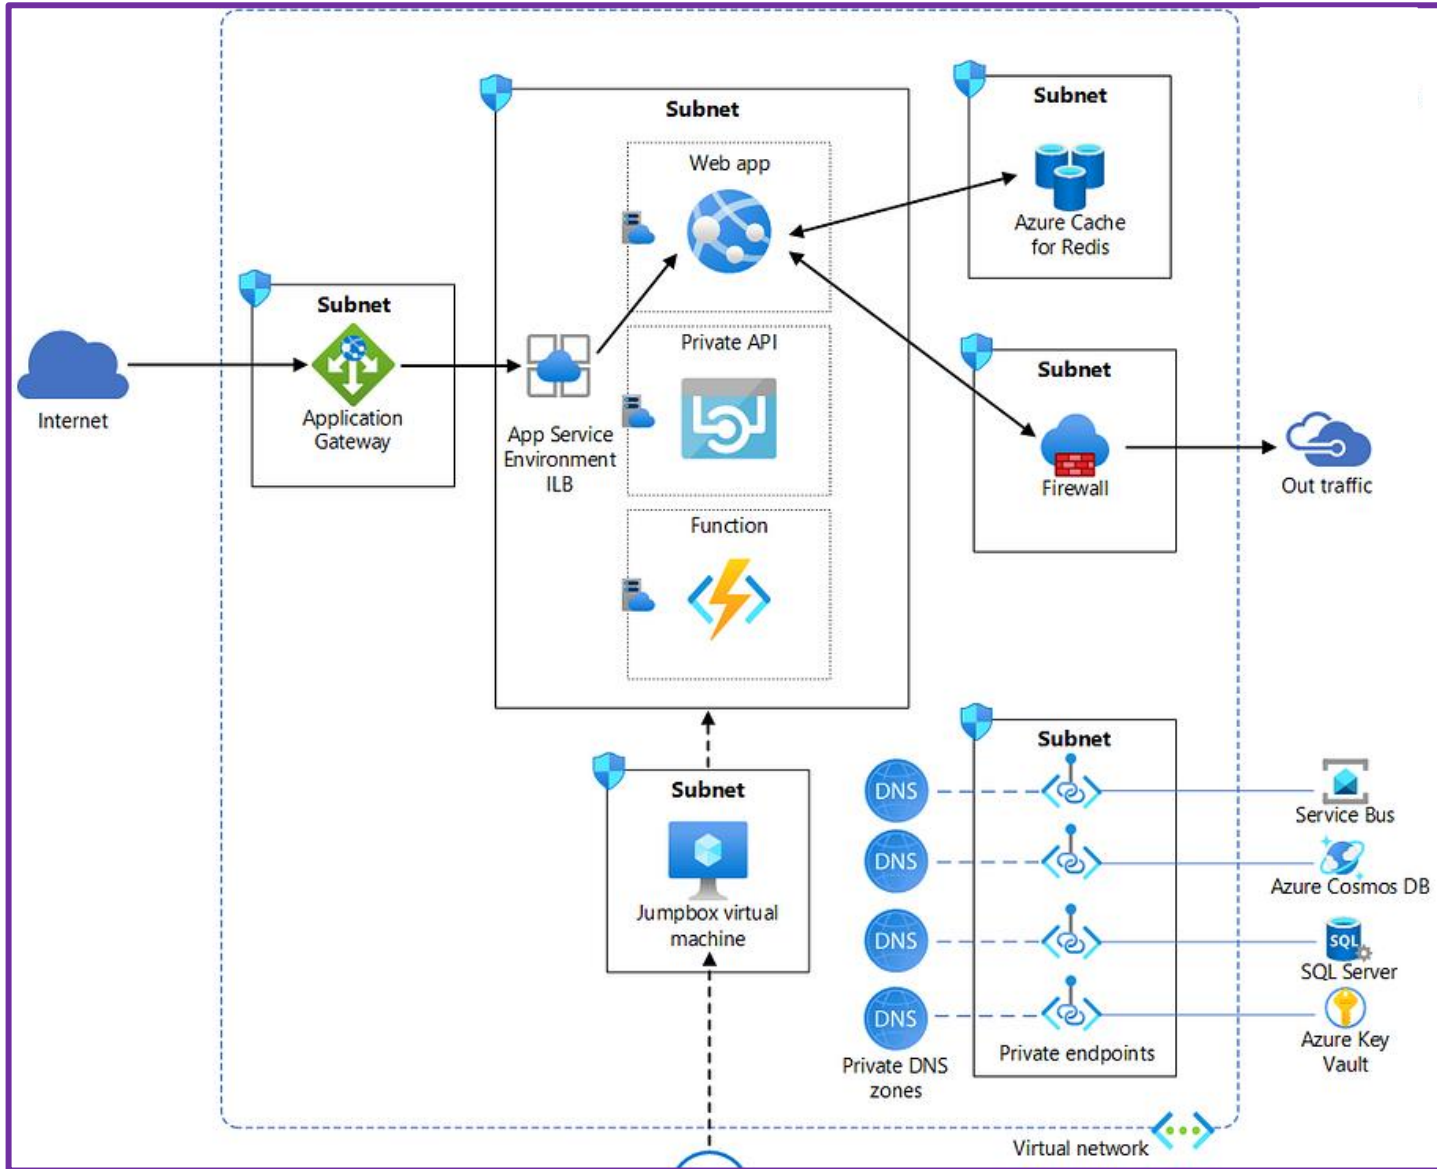 Subnet
Web app
Subnet
Azure Cache
for Redis
Internet
Subnet
Application
Gateway
App Service
Environment
ILB
Private API
Subnet
Firewall
Out traffic
Function
Subnet
Jumpbox virtual
machine
DNS
DNS
DNS
DNS
Private DNS
zones
Subnet
Private endpoints
Service Bus
Azure Cosmos DB
SQL
SQL Server
Azure Key
Vault
Virtual network